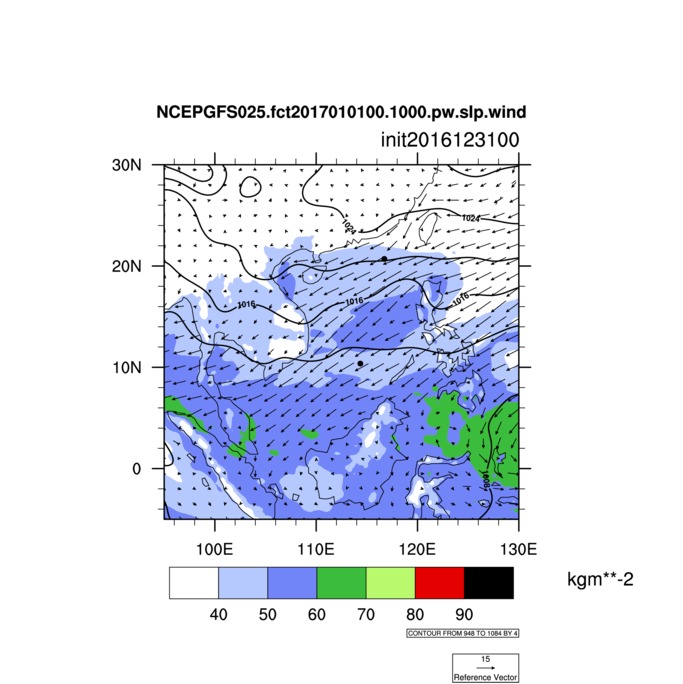 NCEPGFS025.fct2017010100.1000.pw.slp.wind
init2016123100
30N
20N
10N
0
1024
1024
1016
1016
1016
1008
100E 110E 120E 130E
40 50 60 70 80 90
kgm**-2
CONTOUR FROM 948 TO 1084 BY 4
15
Reference Vector